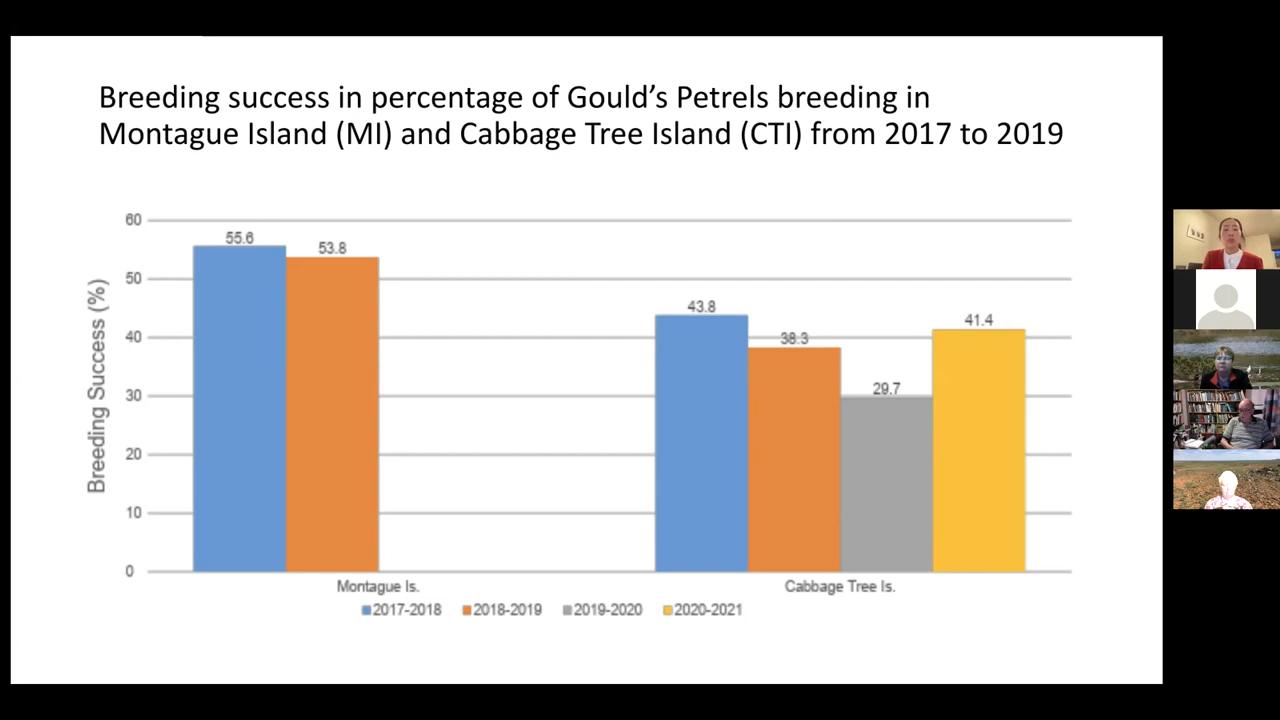 Breeding success in percentage of Gould’s Petrels breeding in
Montague Island (MI) and Cabbage Tree Island (CTI) from 2017 to 2019
Breeding Success (%)
60
50
40
30
20
10
0
55.6
53.8
43.8
38.3
29.7
41.4
Montague Is.
Cabbage Tree Is.
2017-2018 2018-2019 2019-2020 2020-2021